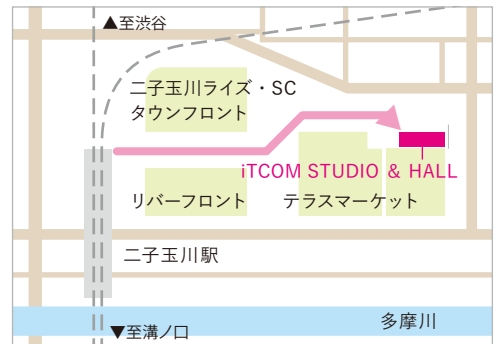 ▲至渋谷
二子玉川ライズ・SC
タウンフロント
iTCOM STUDIO & HALL
リバーフロント
テラスマーケット
二子玉川駅
多摩川
▼至溝ノ口